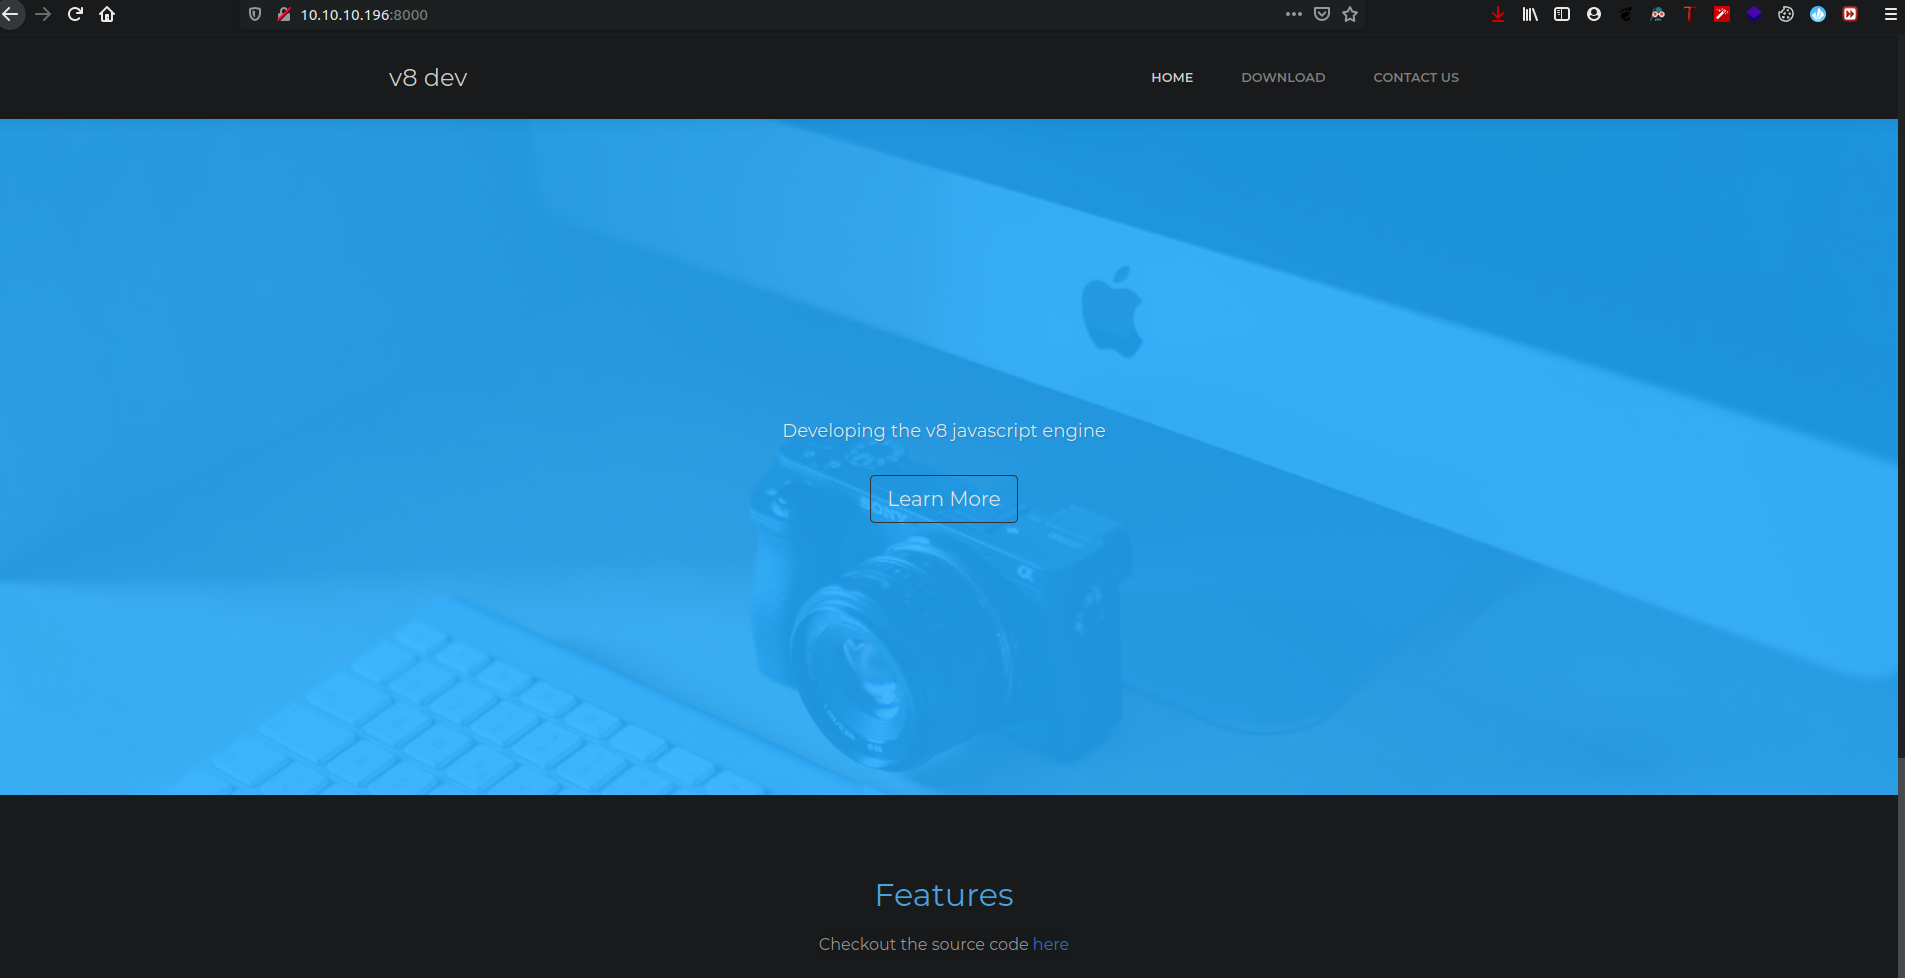 10.10.10.196:8000
v8 dev
HOME DOWNLOAD CONTACT US
Developing the v8 javascript engine
Learn More
SONY
α
Features
Checkout the source code here